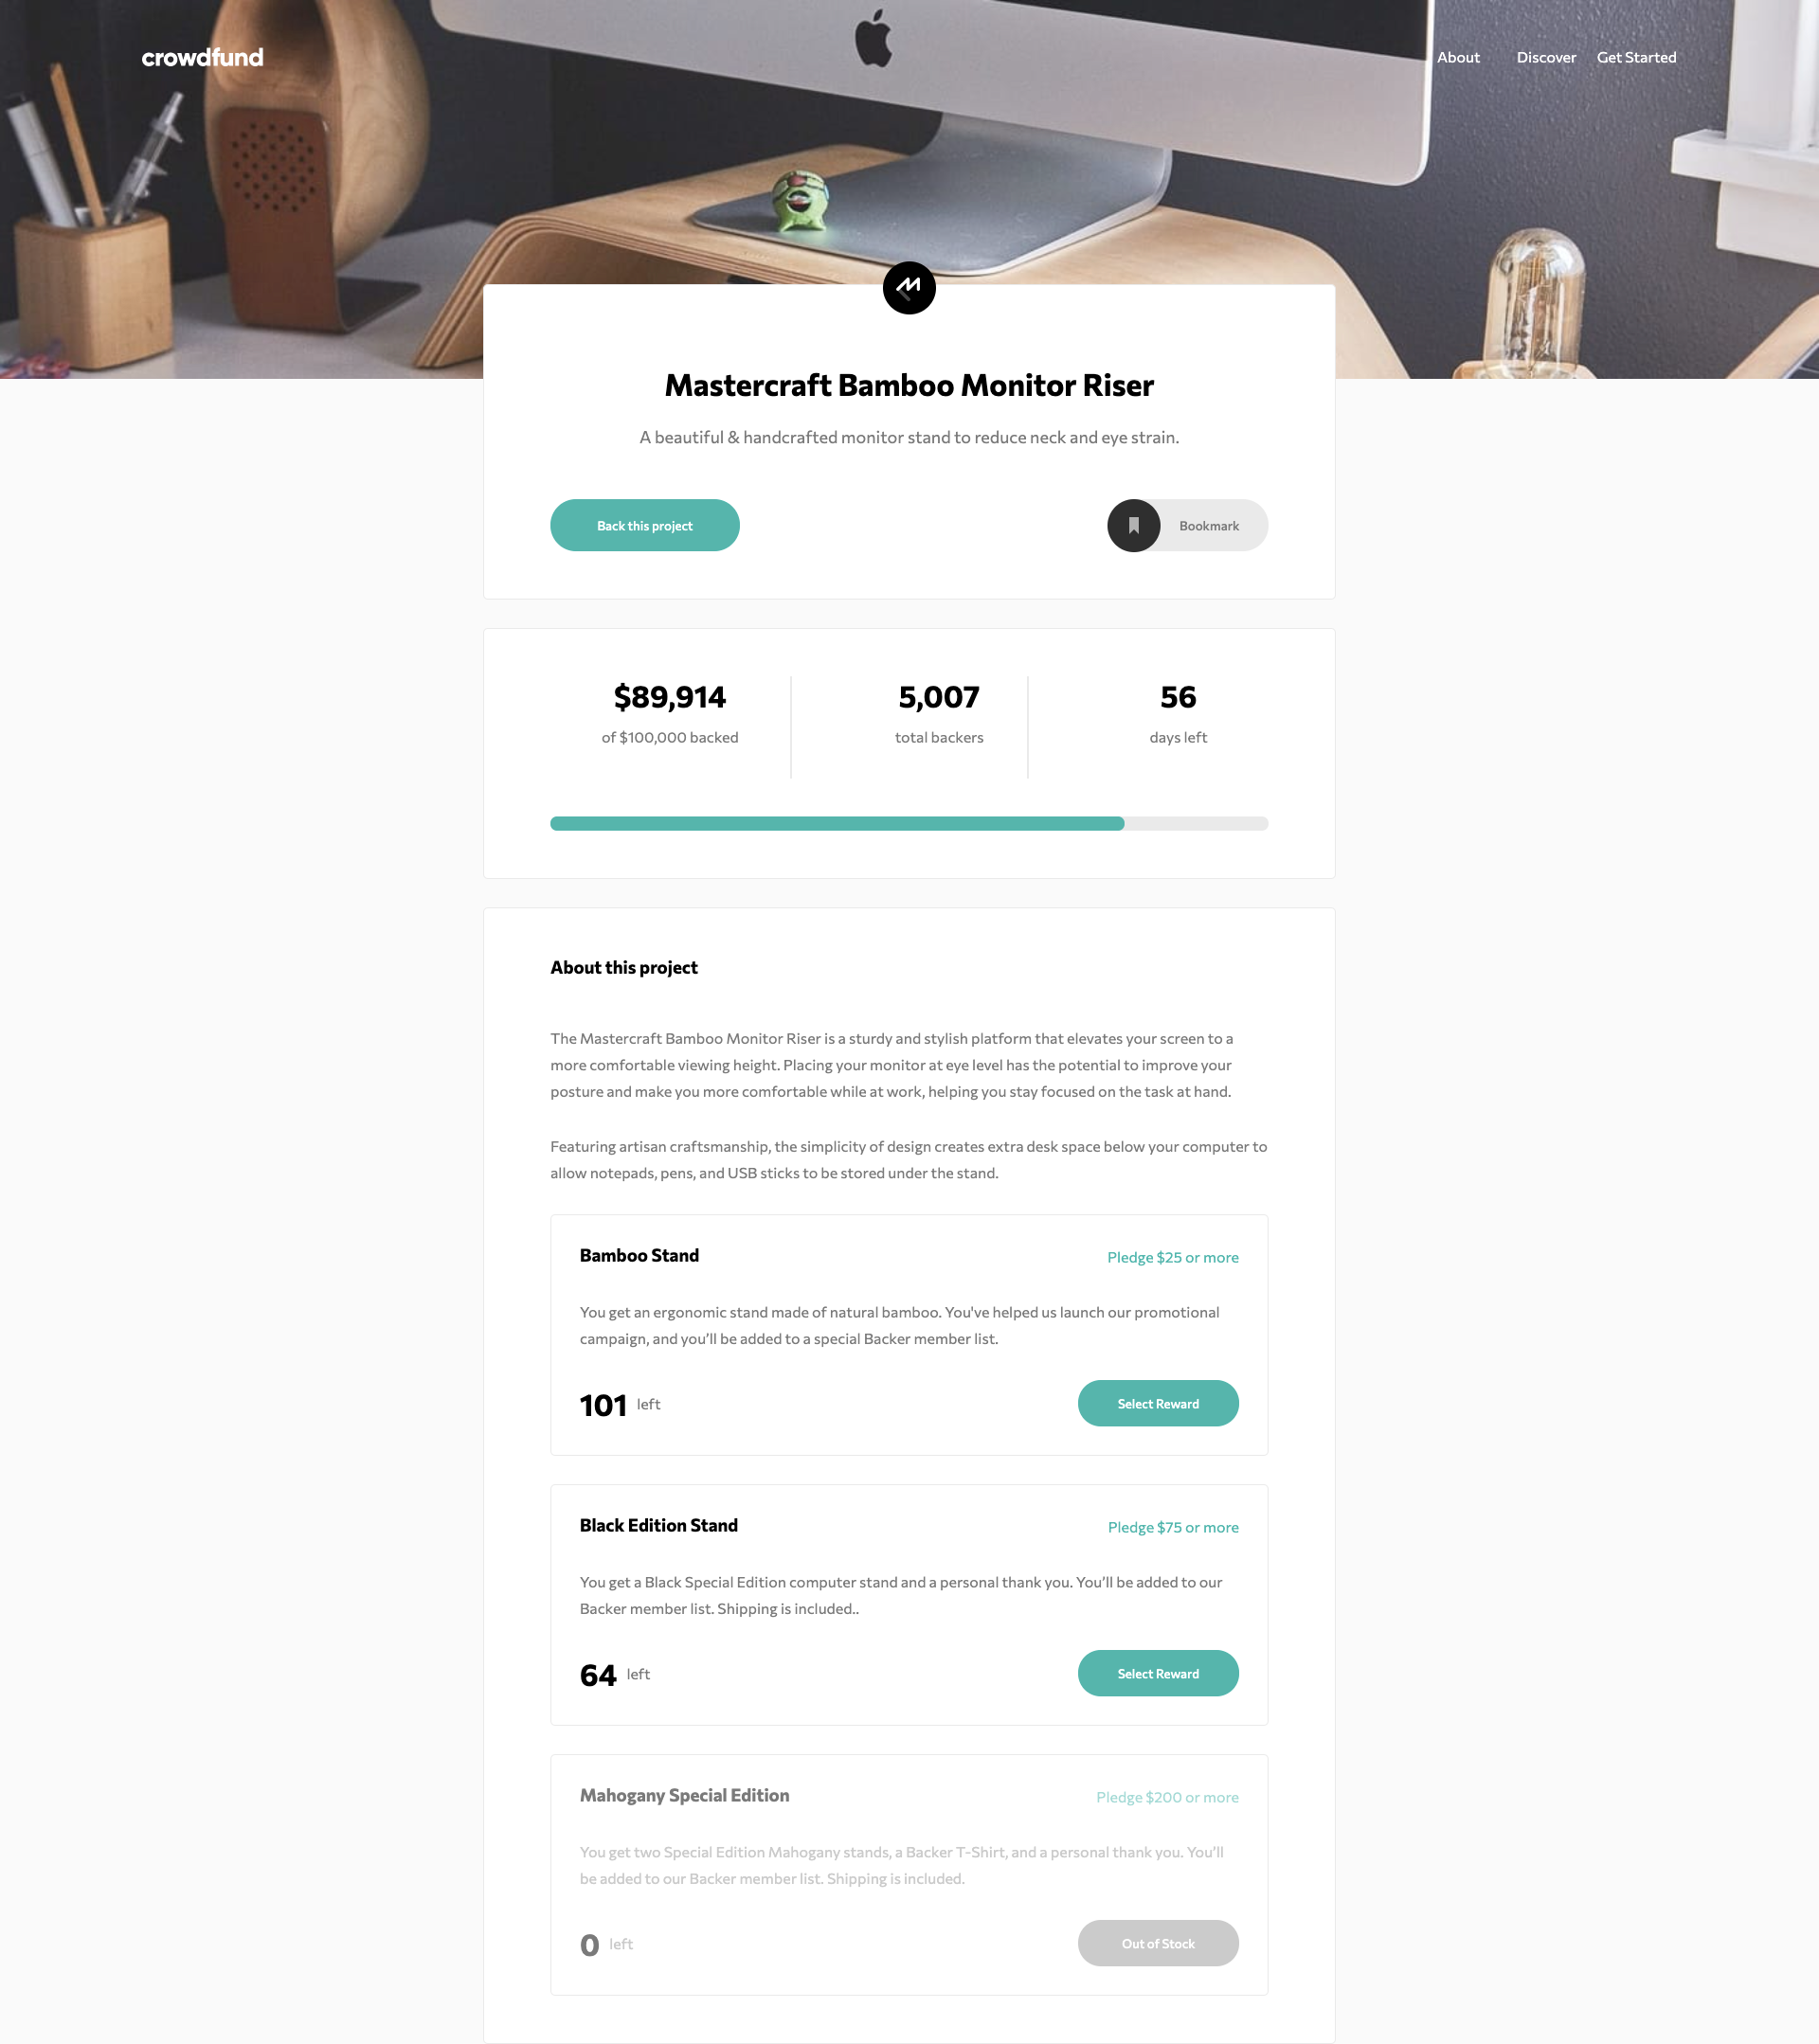 crowdfund
About Discover Get Started
Mastercraft Bamboo Monitor Riser
A beautiful & handcrafted monitor stand to reduce neck and eye strain.
Back this project
Bookmark
$89,914
of $100,000 backed
5,007
total backers
56
days left
About this project
The Mastercraft Bamboo Monitor Riser is a sturdy and stylish platform that elevates your screen to a
more comfortable viewing height. Placing your monitor at eye level has the potential to improve your
posture and make you more comfortable while at work, helping you stay focused on the task at hand.
Featuring artisan craftsmanship, the simplicity of design creates extra desk space below your computer to
allow notepads, pens, and USB sticks to be stored under the stand.
Bamboo Stand
Pledge $25 or more
You get an ergonomic stand made of natural bamboo. You've helped us launch our promotional
campaign, and you’ll be added to a special Backer member list.
101 left
Select Reward
Black Edition Stand
Pledge $75 or more
You get a Black Special Edition computer stand and a personal thank you. You’ll be added to our
Backer member list. Shipping is included..
64 left
Select Reward
Mahogany Special Edition
Pledge $200 or more
You get two Special Edition Mahogany stands, a Backer T-Shirt, and a personal thank you. You’ll
be added to our Backer member list. Shipping is included.
0 left
Out of Stock